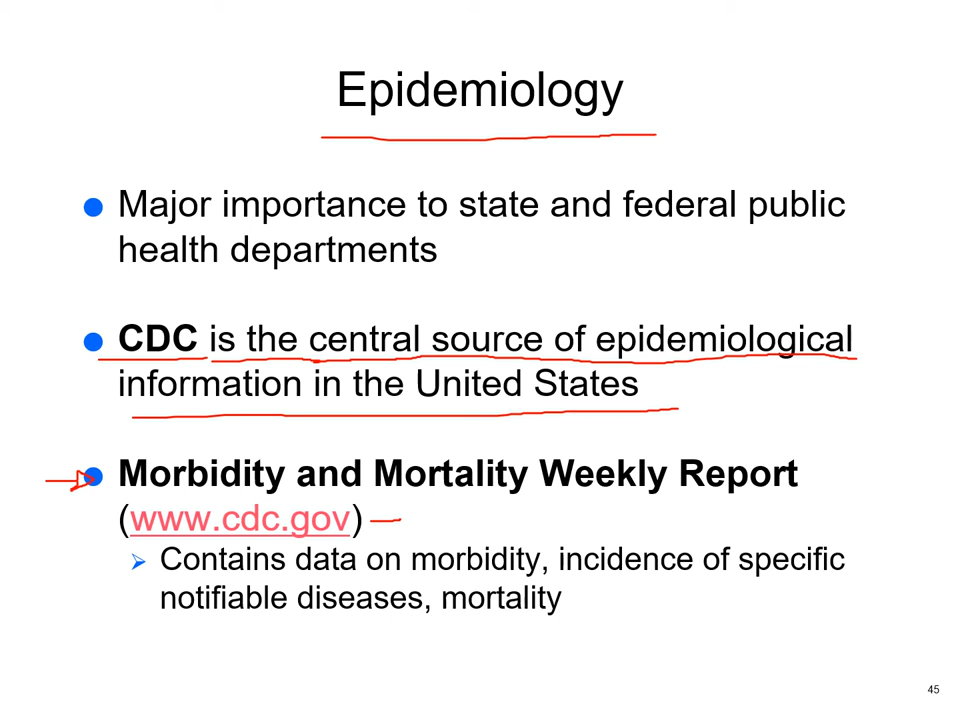 Epidemiology
Major importance to state and federal public
health departments
CDC is the central source of epidemiological
information in the United States
Morbidity and Mortality Weekly Report
(www.cdc.gov)
Contains data on morbidity, incidence of specific
notifiable diseases, mortality
45